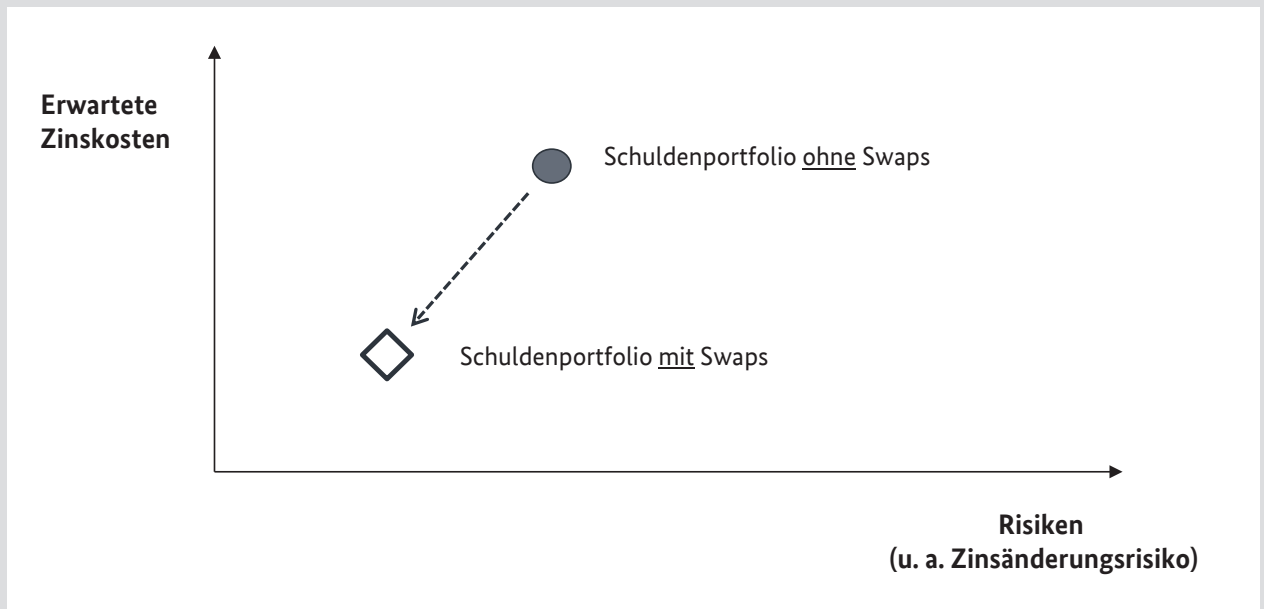 Erwartete
Zinskosten
Schuldenportfolio ohne Swaps
Schuldenportfolio mit Swaps
Risiken
(u. a. Zinsänderungsrisiko)